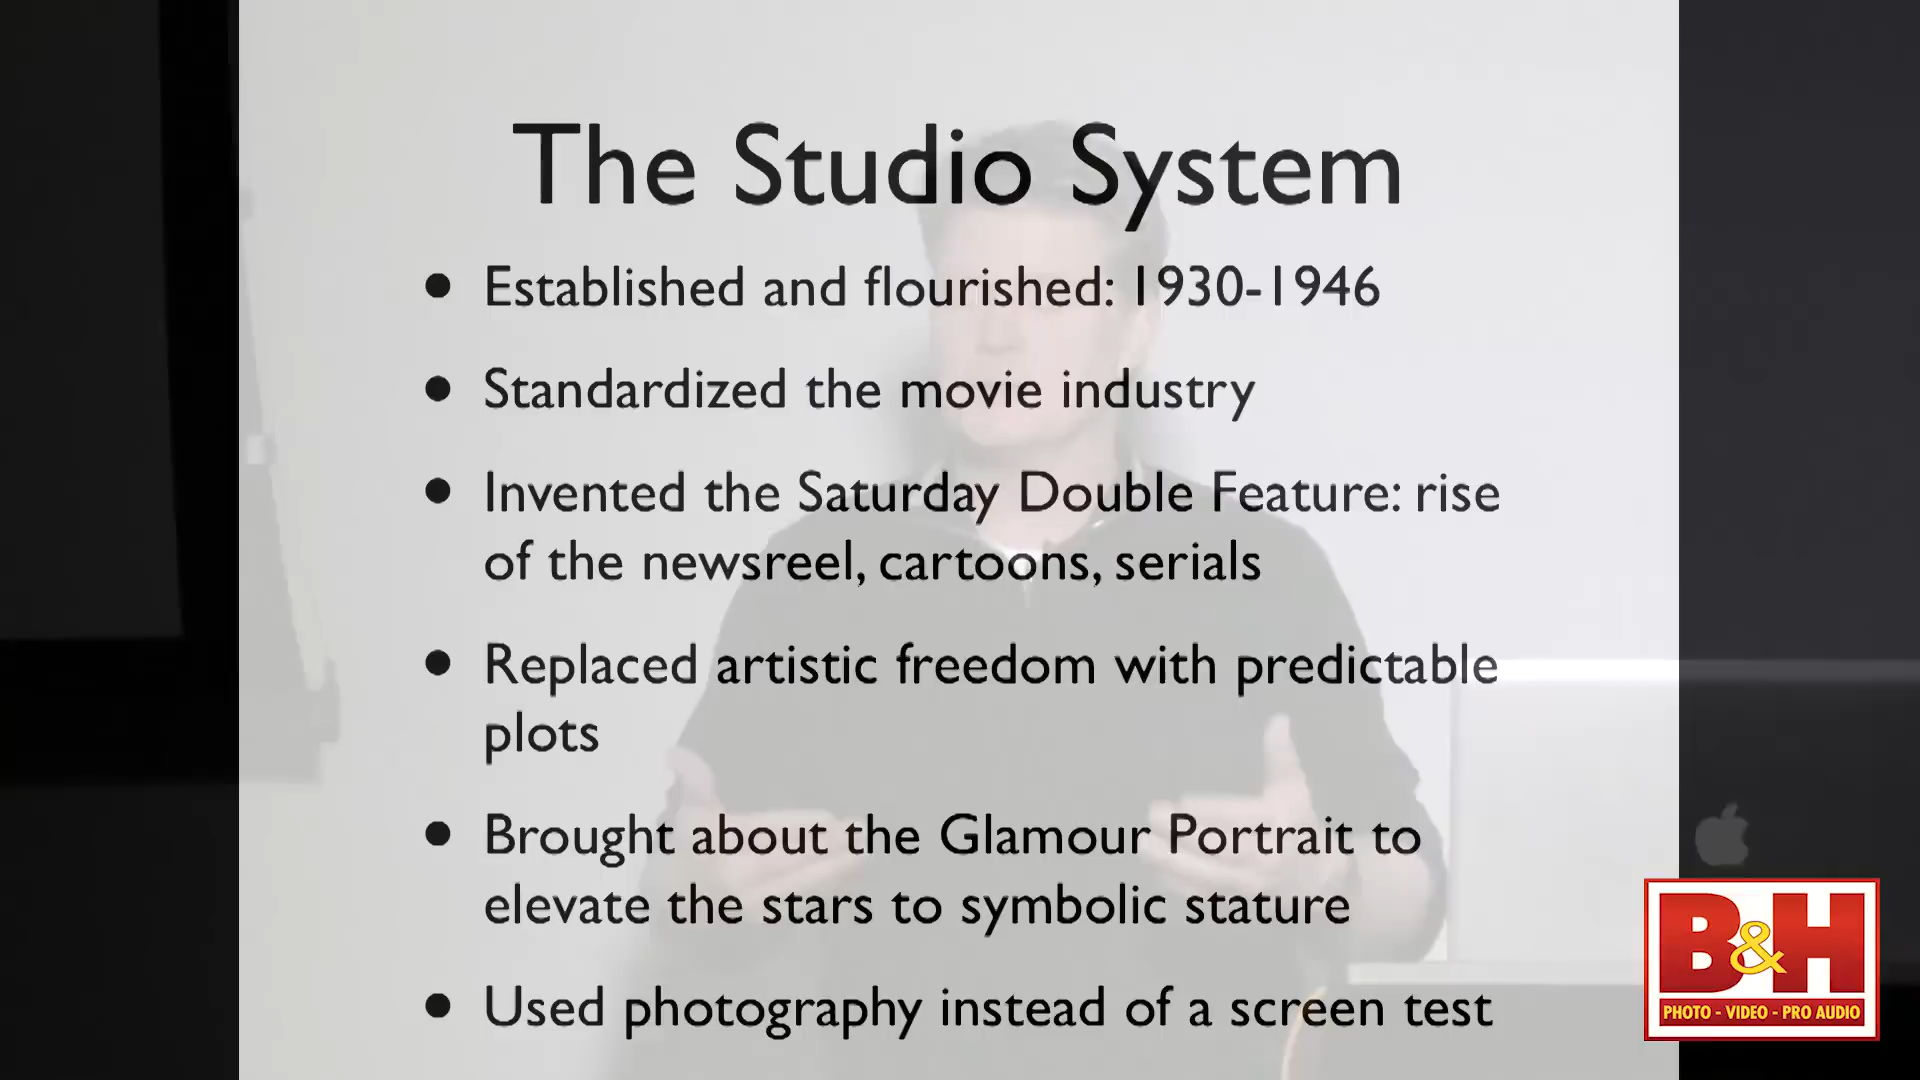 The Studio System
• Established and flourished: 1930-1946
• Standardized the movie industry
• Invented the Saturday Double Feature: rise
of the newsreel, cartoons, serials
• Replaced artistic freedom with predictable
plots
• Brought about the Glamour Portrait to
elevate the stars to symbolic stature
• Used photography instead of a screen test
B&H
PHOTO - VIDEO - PRO AUDIO